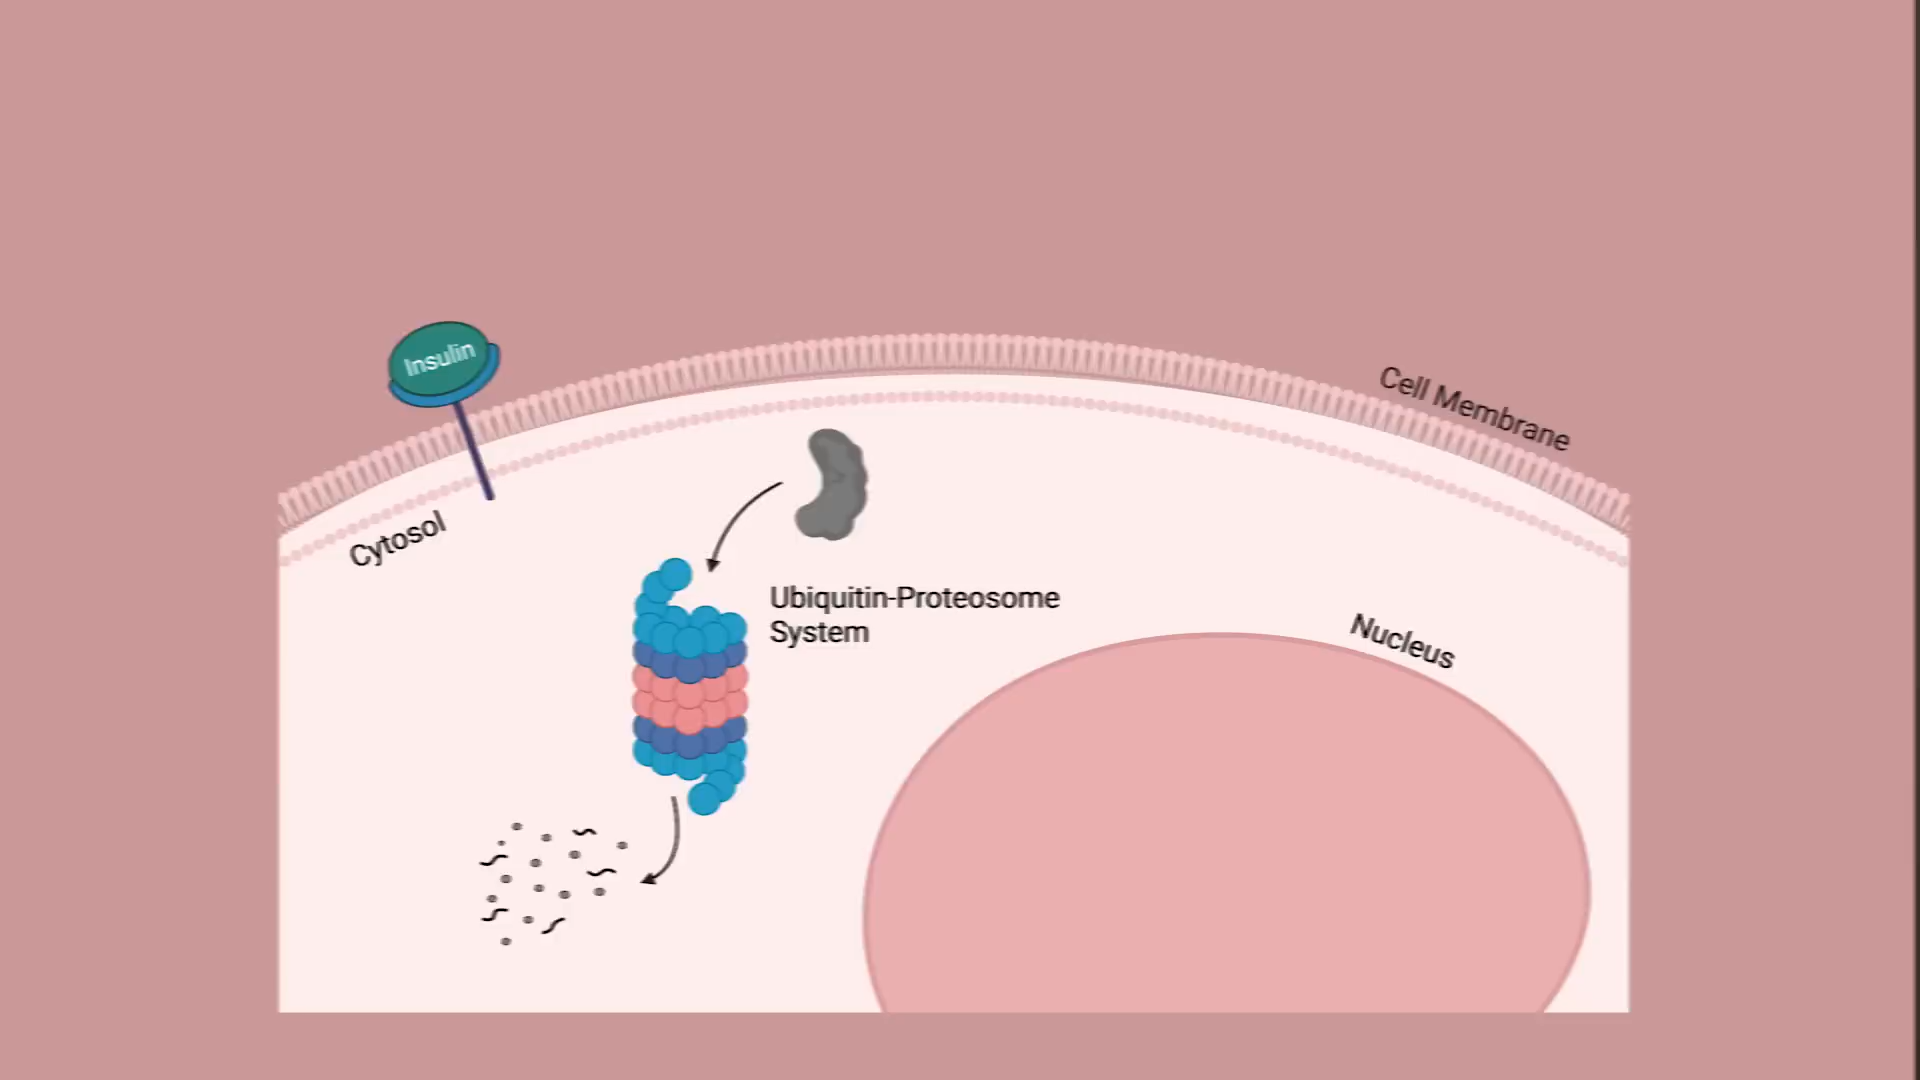 Insulin
Cell Membrane
Cytosol
Ubiquitin-Proteosome
System
Nucleus